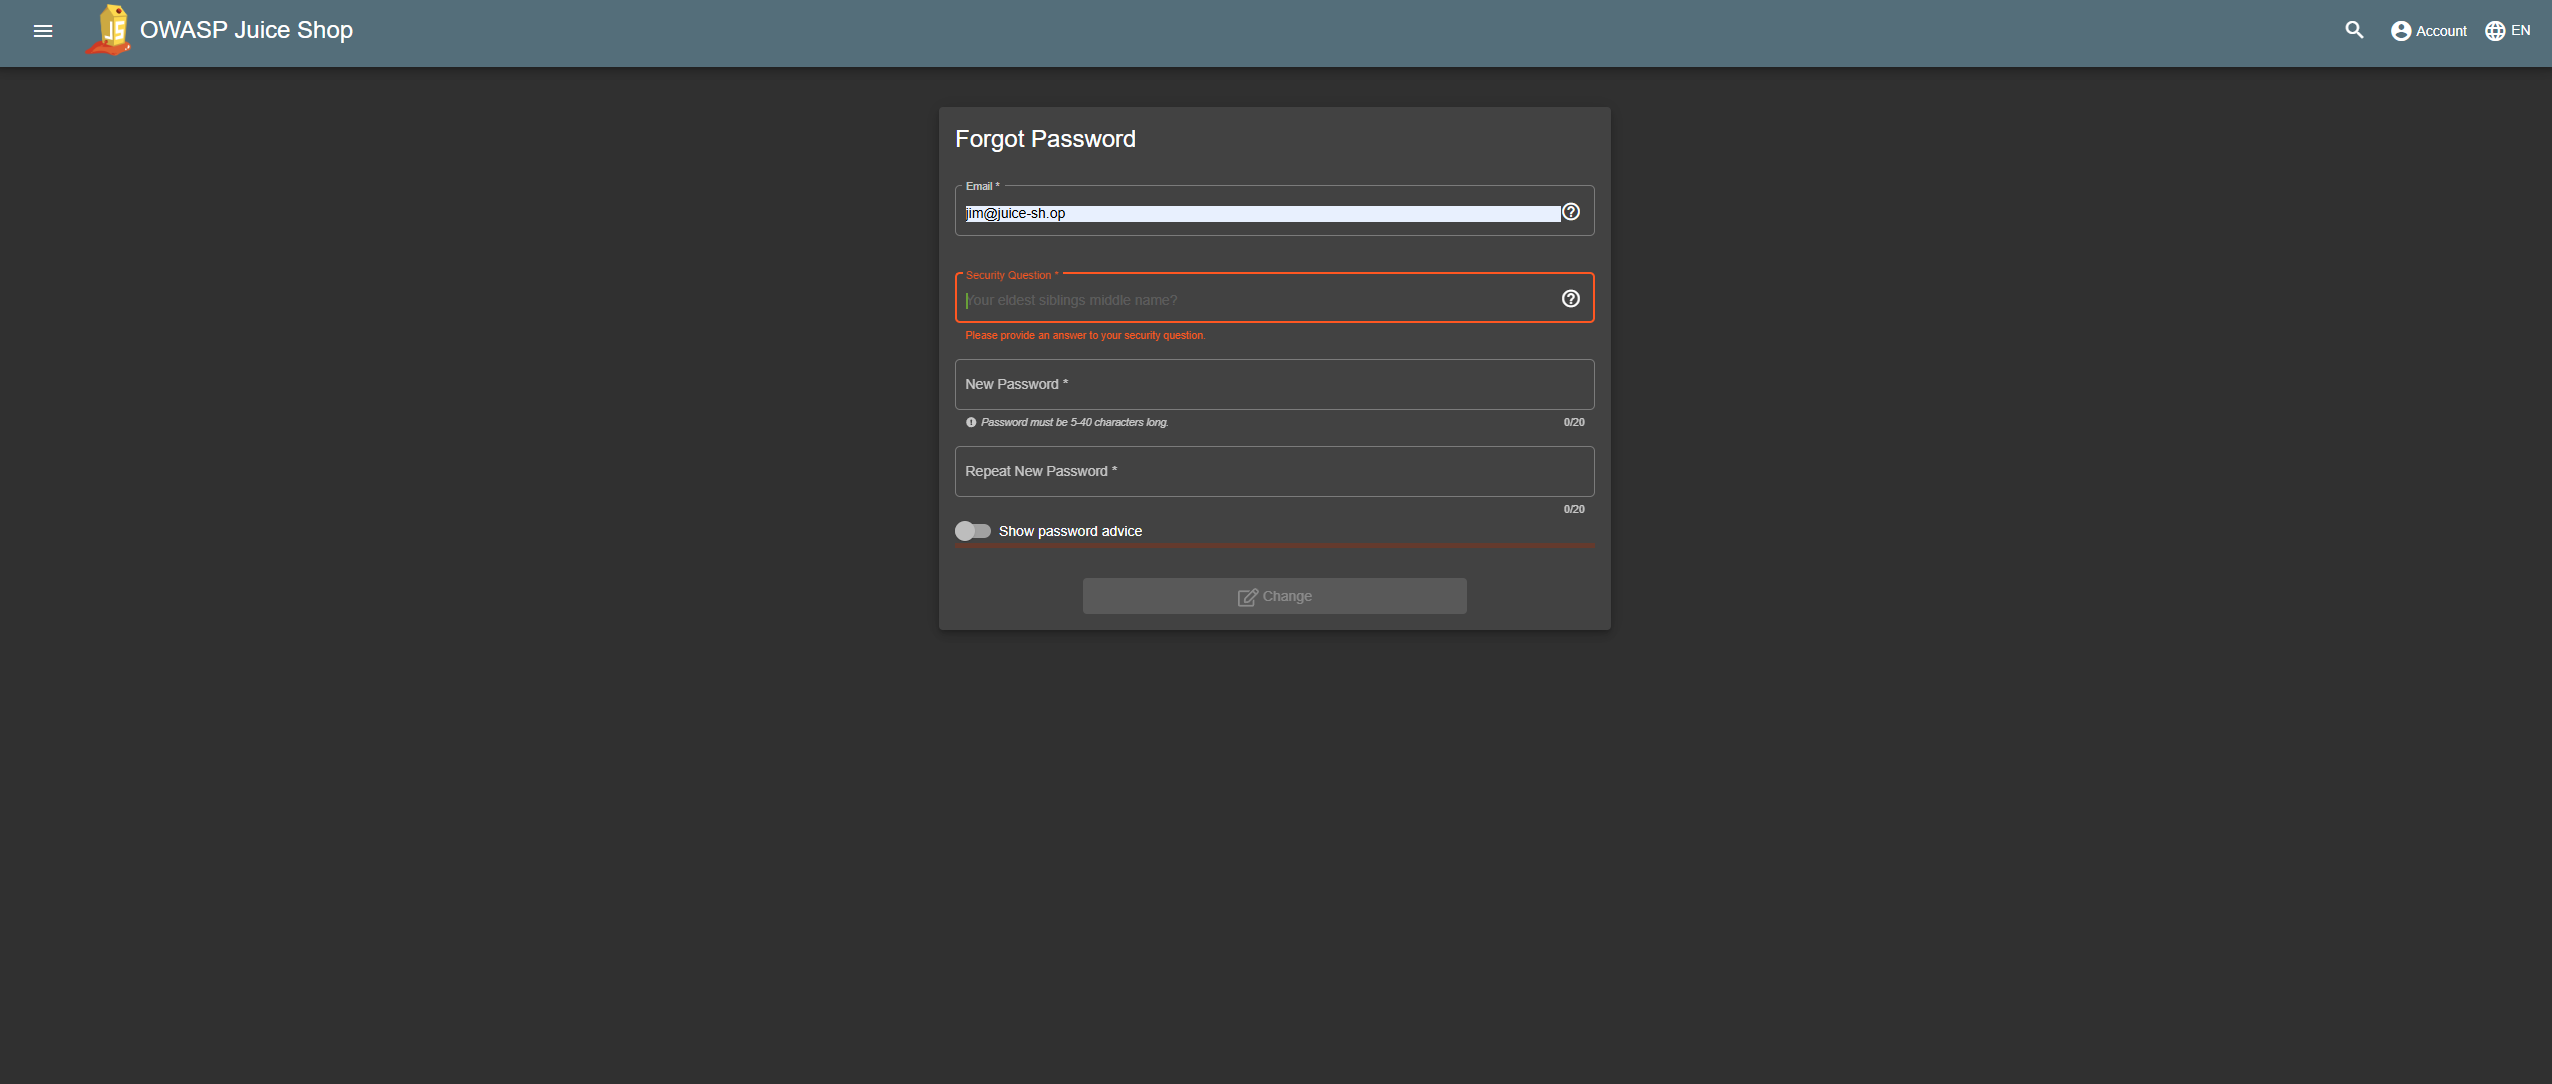 OWASP Juice Shop
Account
EN
Forgot Password
Email *
jim@juice-sh.op
Security Question *
Your eldest siblings middle name?
Please provide an answer to your security question.
New Password *
Password must be 5-40 characters long.
0/20
Repeat New Password *
0/20
Show password advice
Change